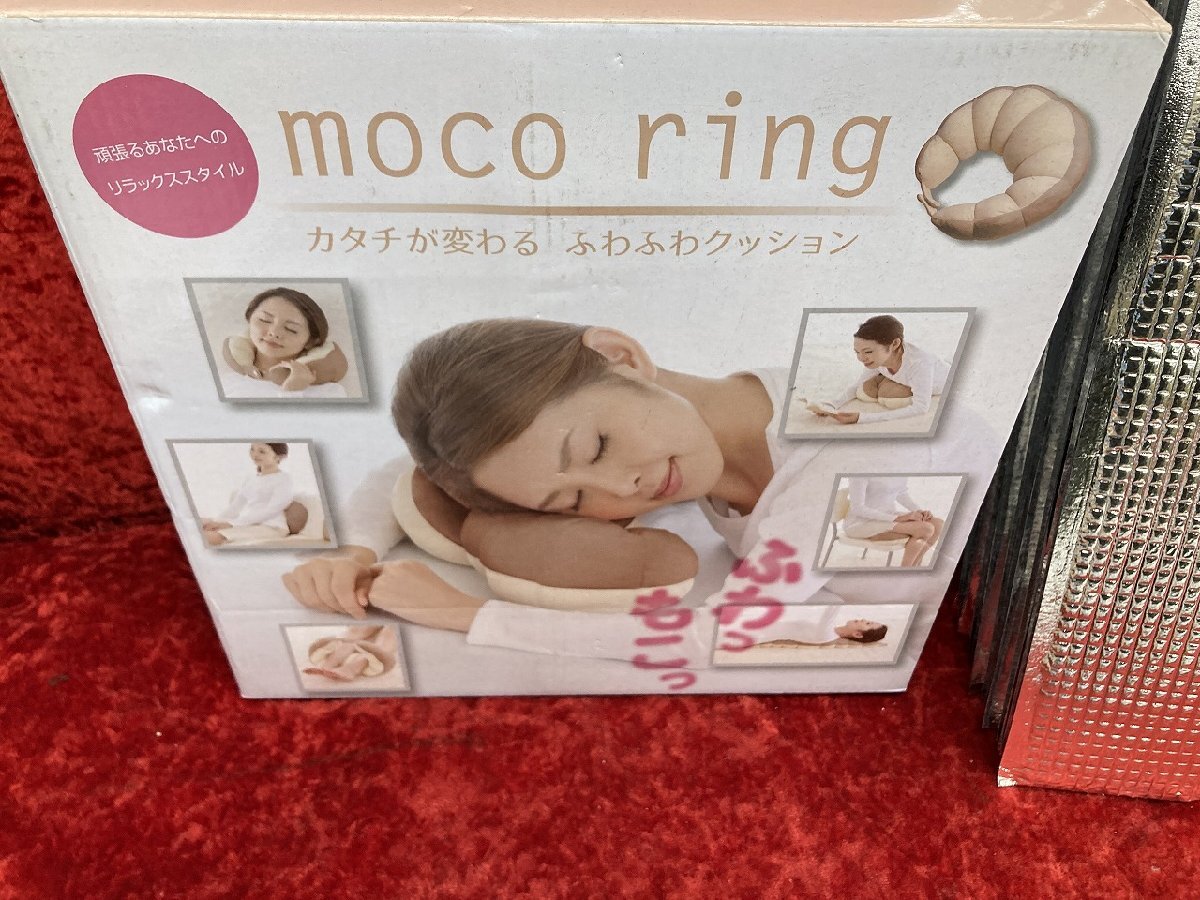 頑張るあなたへの
リラックススタイル
moco ring
カタチが変わる ふわふわクッション
ふわっ
もこっ